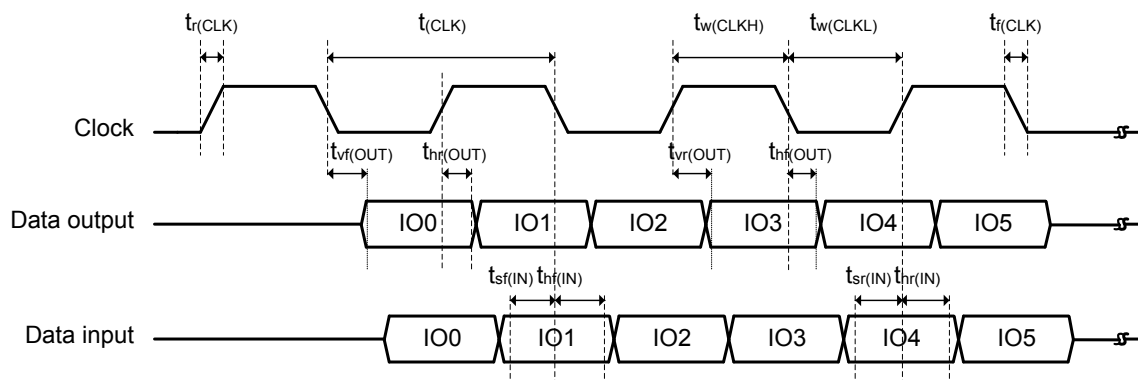 tr(CLK) t(CLK) tw(CLKH) tw(CLKL) tf(CLK)
Clock
tvf(OUT) thr(OUT) tvr(OUT) thf(OUT)
Data output IO0 IO1 IO2 IO3 IO4 IO5
tsf(IN) thf(IN) tsr(IN) thr(IN)
Data input IO0 IO1 IO2 IO3 IO4 IO5